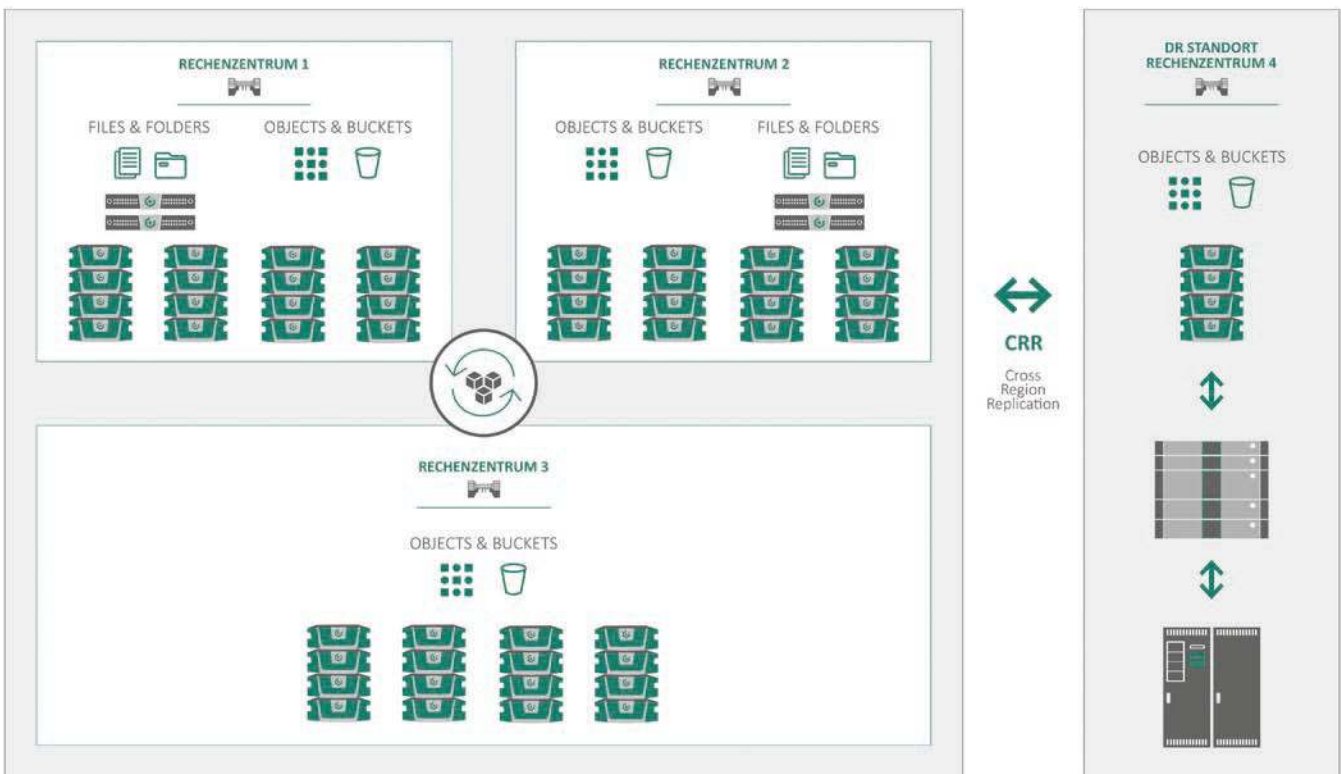 RECHENZENTRUM 1
FILES & FOLDERS
OBJECTS & BUCKETS
RECHENZENTRUM 2
OBJECTS & BUCKETS
FILES & FOLDERS
RECHENZENTRUM 3
OBJECTS & BUCKETS
CRR
Cross
Region
Replication
DR STANDORT
RECHENZENTRUM 4
OBJECTS & BUCKETS